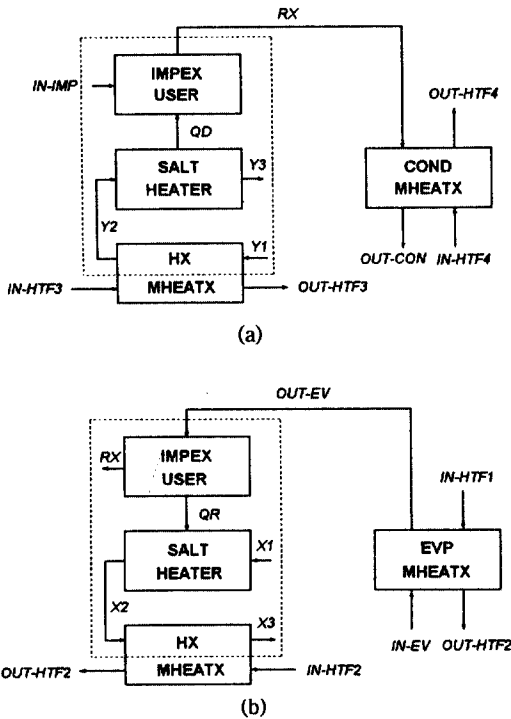 RX
IMPEX
USER
IN-IMP
OUT-HTF4
QD
SALT
HEATER
Y3
COND
MHEATX
Y2
HX
Y1
OUT-CON
IN-HTF4
IN-HTF3
MHEATX
OUT-HTF3
(a)
OUT-EV
RX
IMPEX
USER
IN-HTF1
QR
SALT
HEATER
X1
EVP
MHEATX
X2
HX
X3
IN-EV
OUT-HTF2
OUT-HTF2
MHEATX
IN-HTF2
(b)